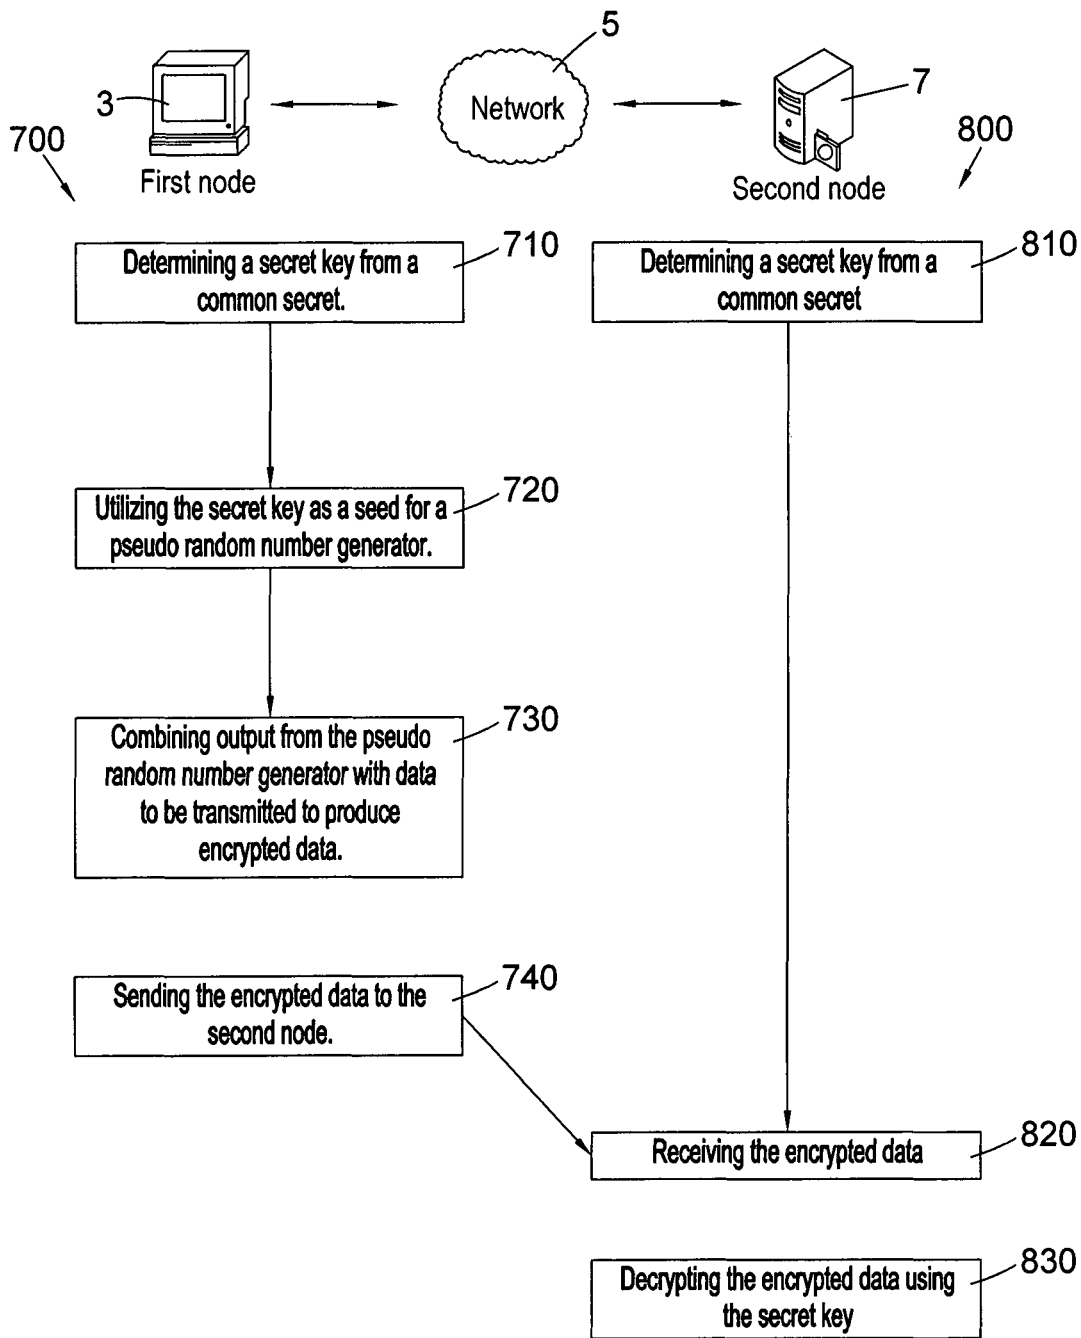 5
3
Network
7
700
800
First node
Second node
710
Determining a secret key from a
common secret.
810
Determining a secret key from a
common secret
720
Utilizing the secret key as a seed for a
pseudo random number generator.
730
Combining output from the pseudo
random number generator with data
to be transmitted to produce
encrypted data.
740
Sending the encrypted data to the
second node.
820
Receiving the encrypted data
830
Decrypting the encrypted data using
the secret key